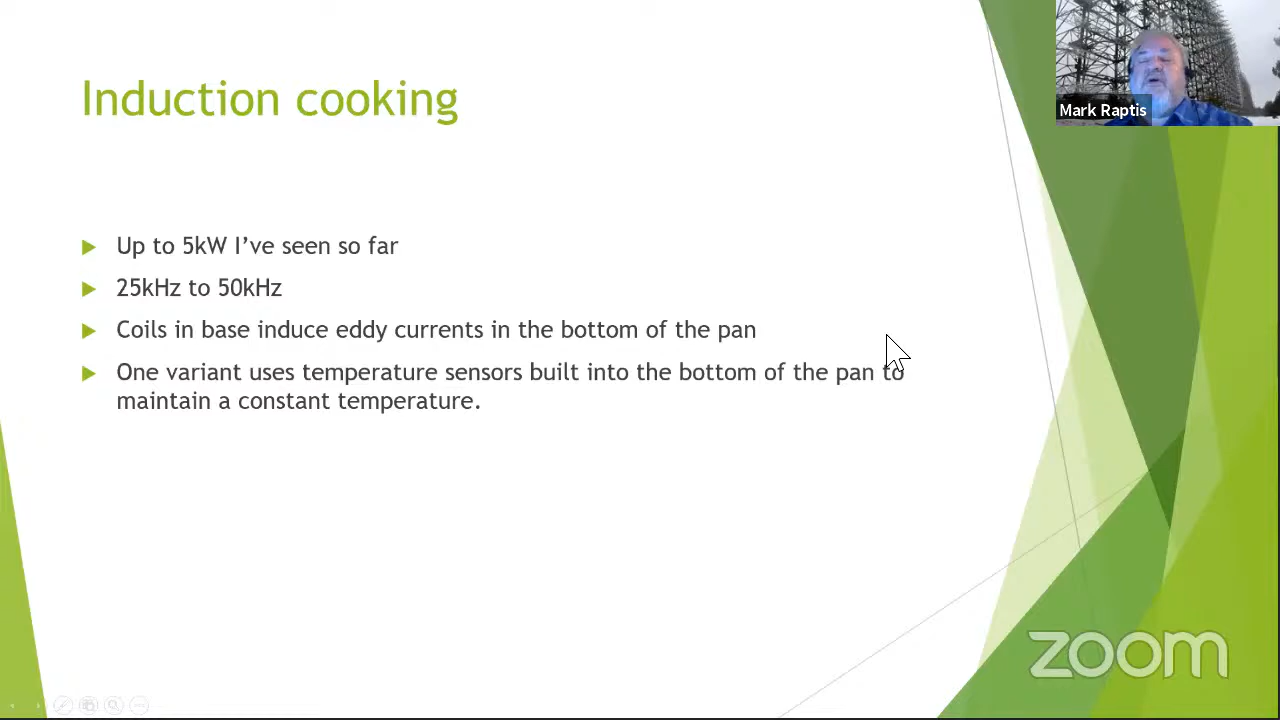 Induction cooking
Mark Raptis
Up to 5kW I’ve seen so far
25kHz to 50kHz
Coils in base induce eddy currents in the bottom of the pan
One variant uses temperature sensors built into the bottom of the pan to
maintain a constant temperature.
zoom